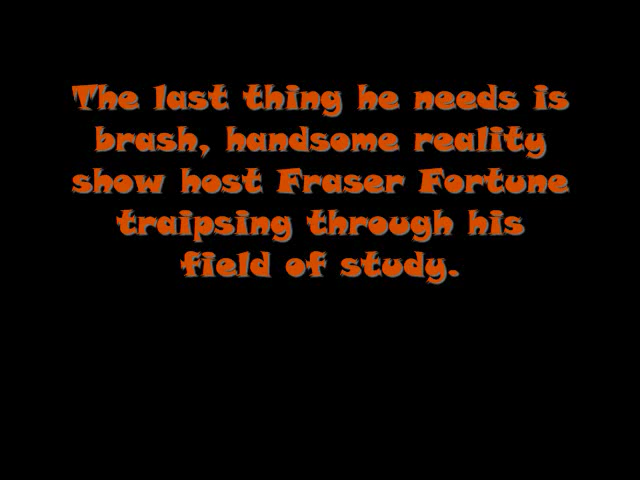 The last thing he needs is
brash, handsome reality
show host Fraser Fortune
traipsing through his
field of study.